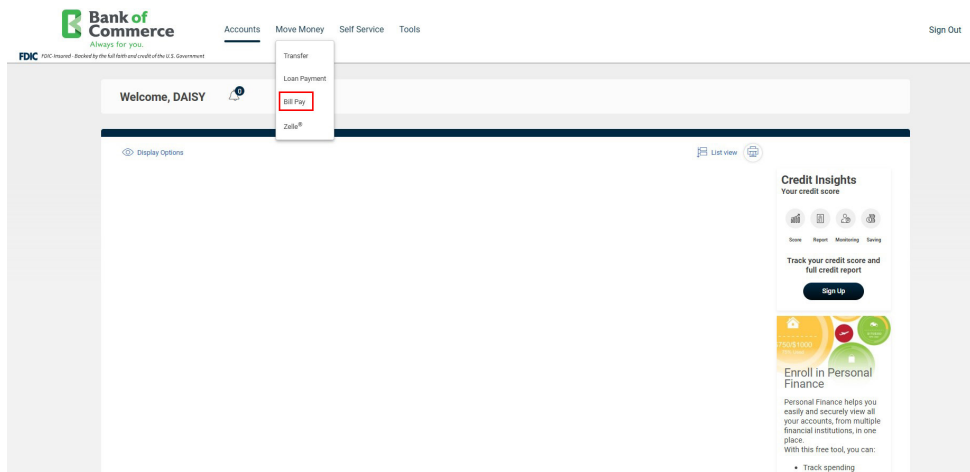 Bank of
Commerce
Always for you.
FDIC FDIC-Insured - Backed by the full faith and credit of the U.S. Government
Accounts Move Money Self Service Tools
Sign Out
Transfer
Loan Payment
Bill Pay
Zelle®
Welcome, DAISY 0
Display Options
List view
Credit Insights
Your credit score
Score Report Monitoring Saving
Track your credit score and
full credit report
Sign Up
750/$1000
Enroll in Personal
Finance
Personal Finance helps you
easily and securely view all
your accounts, from multiple
financial institutions, in one
place.
With this free tool, you can:
• Track spending